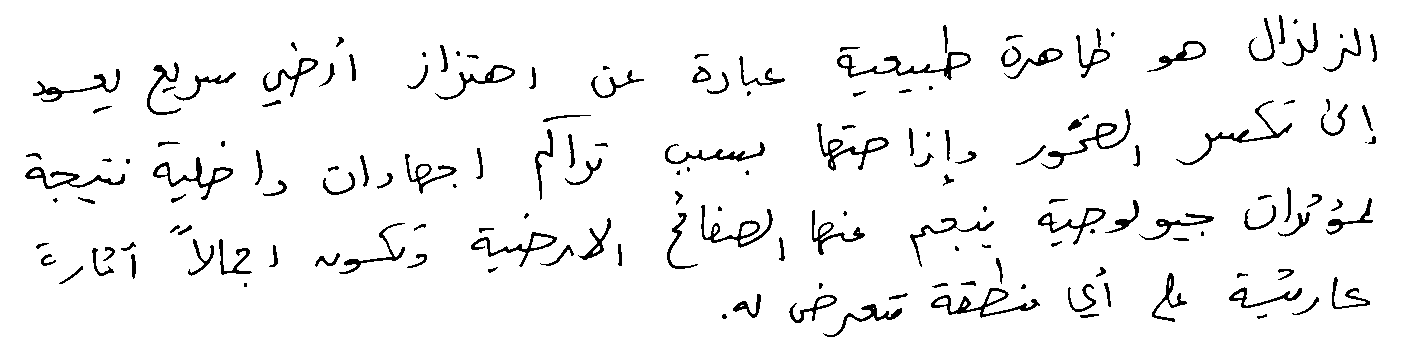 الزلزال هو ظاهرة طبيعية عبارة عن اهتزاز أرضي سريع يعود
إلى تكسر الصخور وإزاحتها بسبب تراكم اجهادات داخلية نتيجة
لمؤثرات جيولوجية ينجم عنها الصفائح الارضية وتكون اجمالاً آثاره
كارثية على أي منطقة تتعرض له.